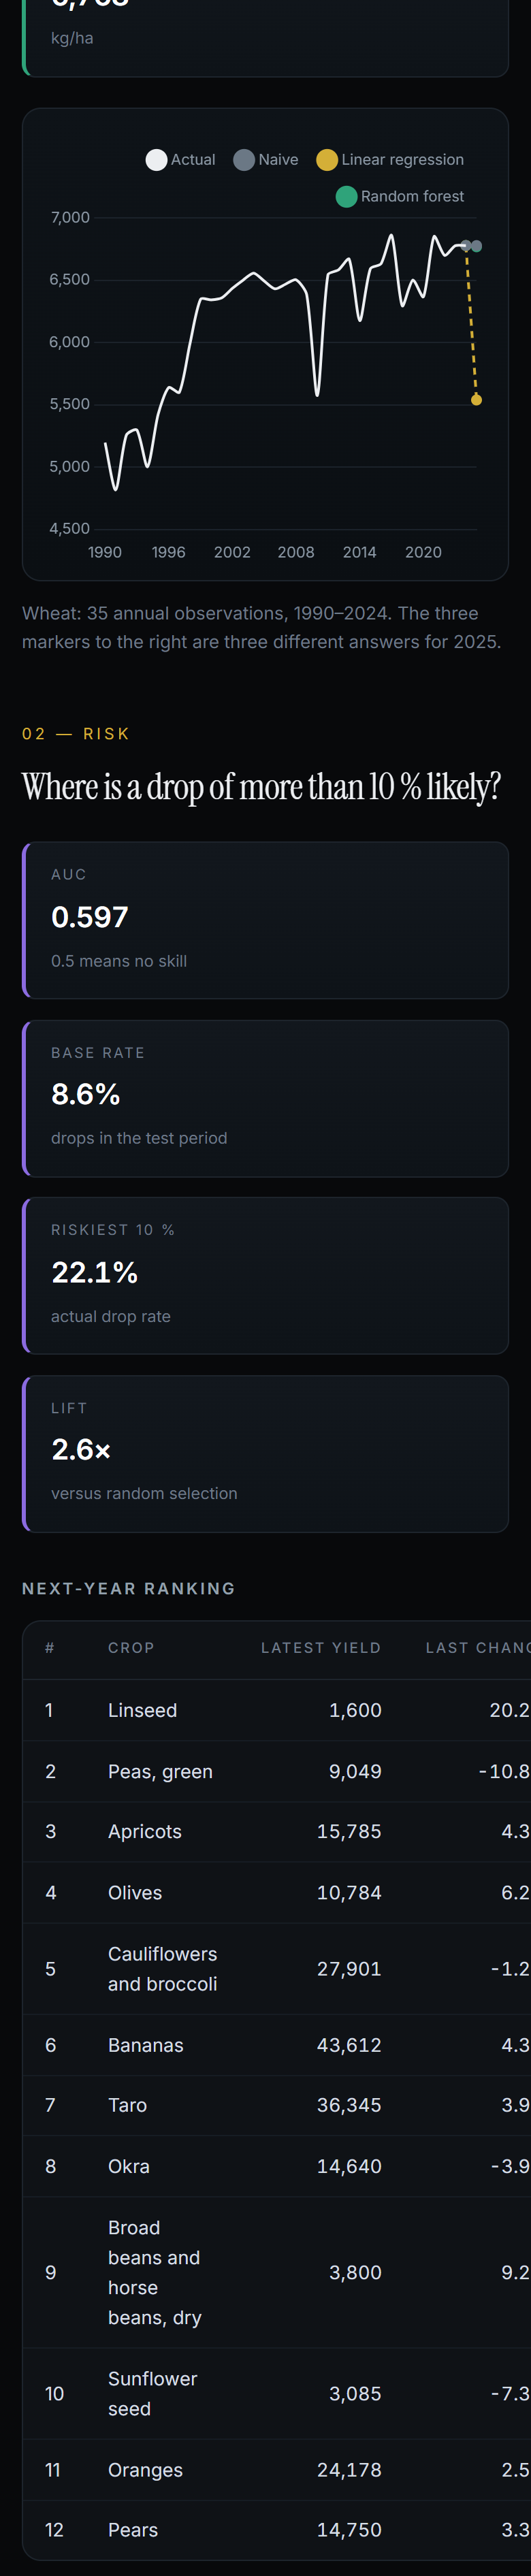 kg/ha
Actual Naive Linear regression
Random forest
7,000
6,500
6,000
5,500
5,000
4,500
1990 1996 2002 2008 2014 2020
Wheat: 35 annual observations, 1990–2024. The three
markers to the right are three different answers for 2025.
02 — RISK
Where is a drop of more than 10 % likely?
AUC
0.597
0.5 means no skill
BASE RATE
8.6%
drops in the test period
RISKIEST 10 %
22.1%
actual drop rate
LIFT
2.6×
versus random selection
NEXT-YEAR RANKING
# CROP LATEST YIELD LAST CHANG
1 Linseed 1,600 20.2
2 Peas, green 9,049 -10.8
3 Apricots 15,785 4.3
4 Olives 10,784 6.2
5 Cauliflowers
and broccoli 27,901 -1.2
6 Bananas 43,612 4.3
7 Taro 36,345 3.9
8 Okra 14,640 -3.9
9 Broad
beans and
horse
beans, dry 3,800 9.2
10 Sunflower
seed 3,085 -7.3
11 Oranges 24,178 2.5
12 Pears 14,750 3.3